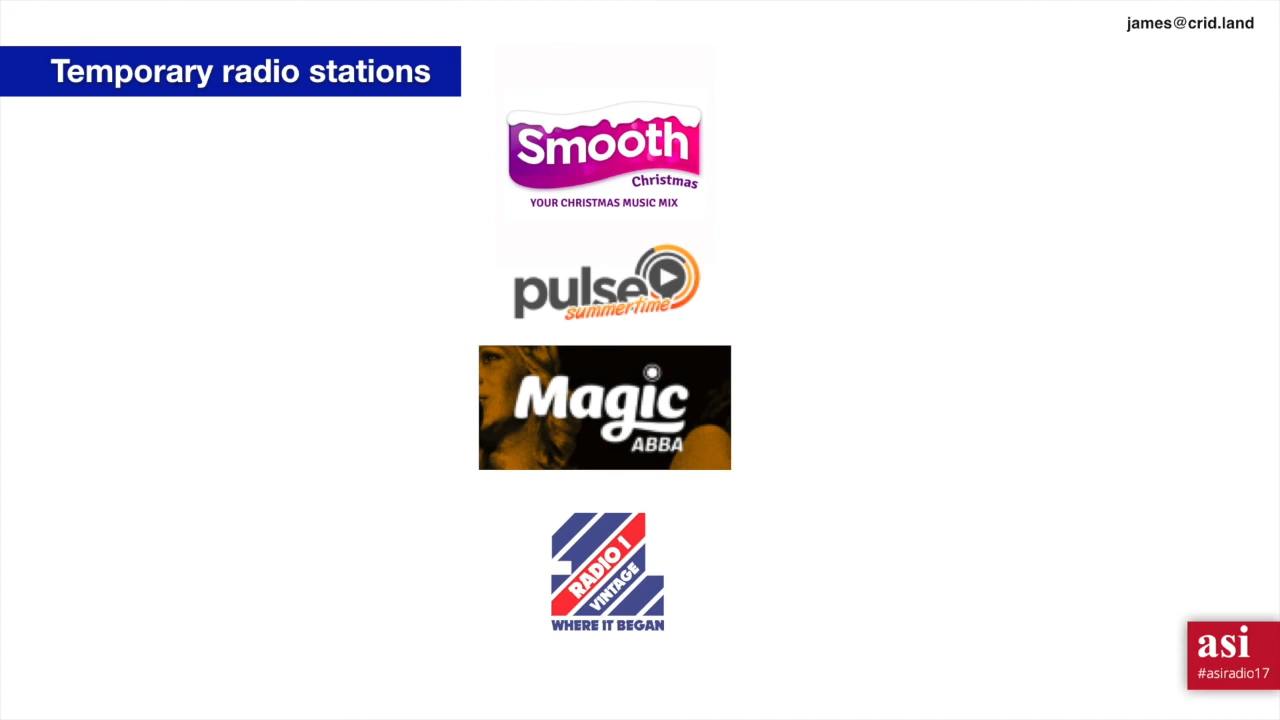 james@crid.land
Temporary radio stations
Smooth
Christmas
YOUR CHRISTMAS MUSIC MIX
pulse
summertime
Magic
ABBA
RADIO 1
VINTAGE
WHERE IT BEGAN
asi
#asiradio17